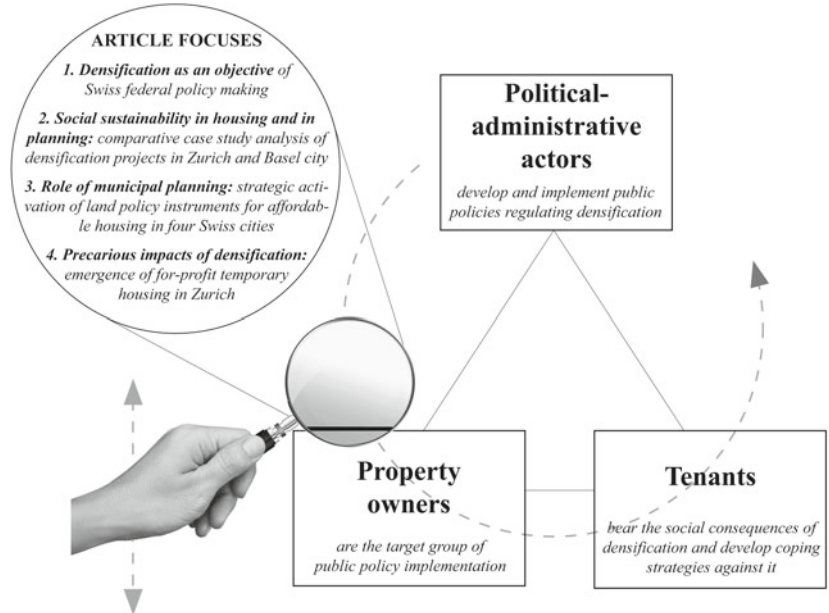 ARTICLE FOCUSES
1. Densification as an objective of
Swiss federal policy making
2. Social sustainability in housing and in
planning: comparative case study analysis of
densification projects in Zurich and Basel city
3. Role of municipal planning: strategic acti-
vation of land policy instruments for affordab-
le housing in four Swiss cities
4. Precarious impacts of densification:
emergence of for-profit temporary
housing in Zurich
Political-
administrative
actors
develop and implement public
policies regulating densification
Property
owners
are the target group of
public policy implementation
Tenants
bear the social consequences of
densification and develop coping
strategies against it